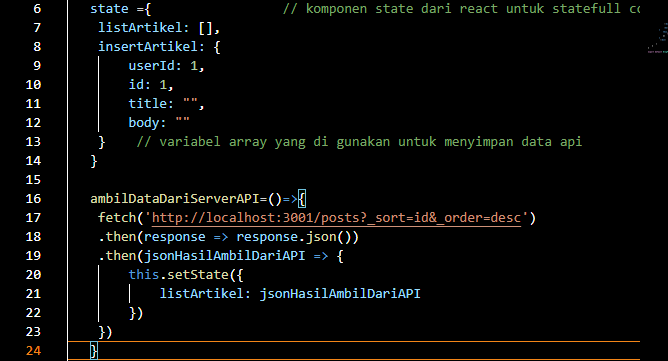 6 state ={ // komponen state dari react untuk statefull co
7 listArtikel: [],
8 insertArtikel: {
9 userId: 1,
10 id: 1,
11 title: "",
12 body: ""
13 } // variabel array yang di gunakan untuk menyimpan data api
14 }
15
16 ambilDataDariServerAPI=()=>{
17 fetch('http://localhost:3001/posts?_sort=id&_order=desc')
18 .then(response => response.json())
19 .then(jsonHasilAmbilDariAPI => {
20 this.setState({
21 listArtikel: jsonHasilAmbilDariAPI
22 })
23 })
24 }